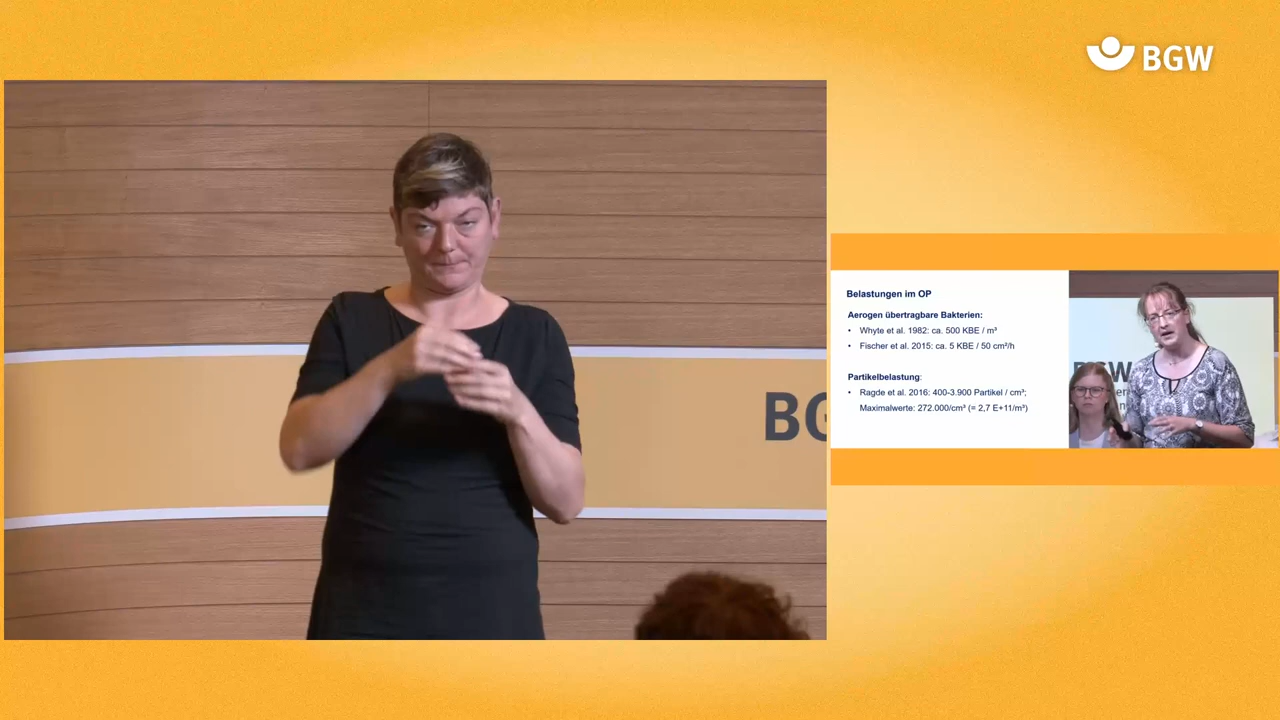 BGW
BG
Belastungen im OP
Aerogen übertragbare Bakterien:
• Whyte et al. 1982: ca. 500 KBE / m³
• Fischer et al. 2015: ca. 5 KBE / 50 cm²/h
Partikelbelastung:
• Ragde et al. 2016: 400-3.900 Partikel / cm³;
Maximalwerte: 272.000/cm³ (= 2,7 E+11/m³)
BGW